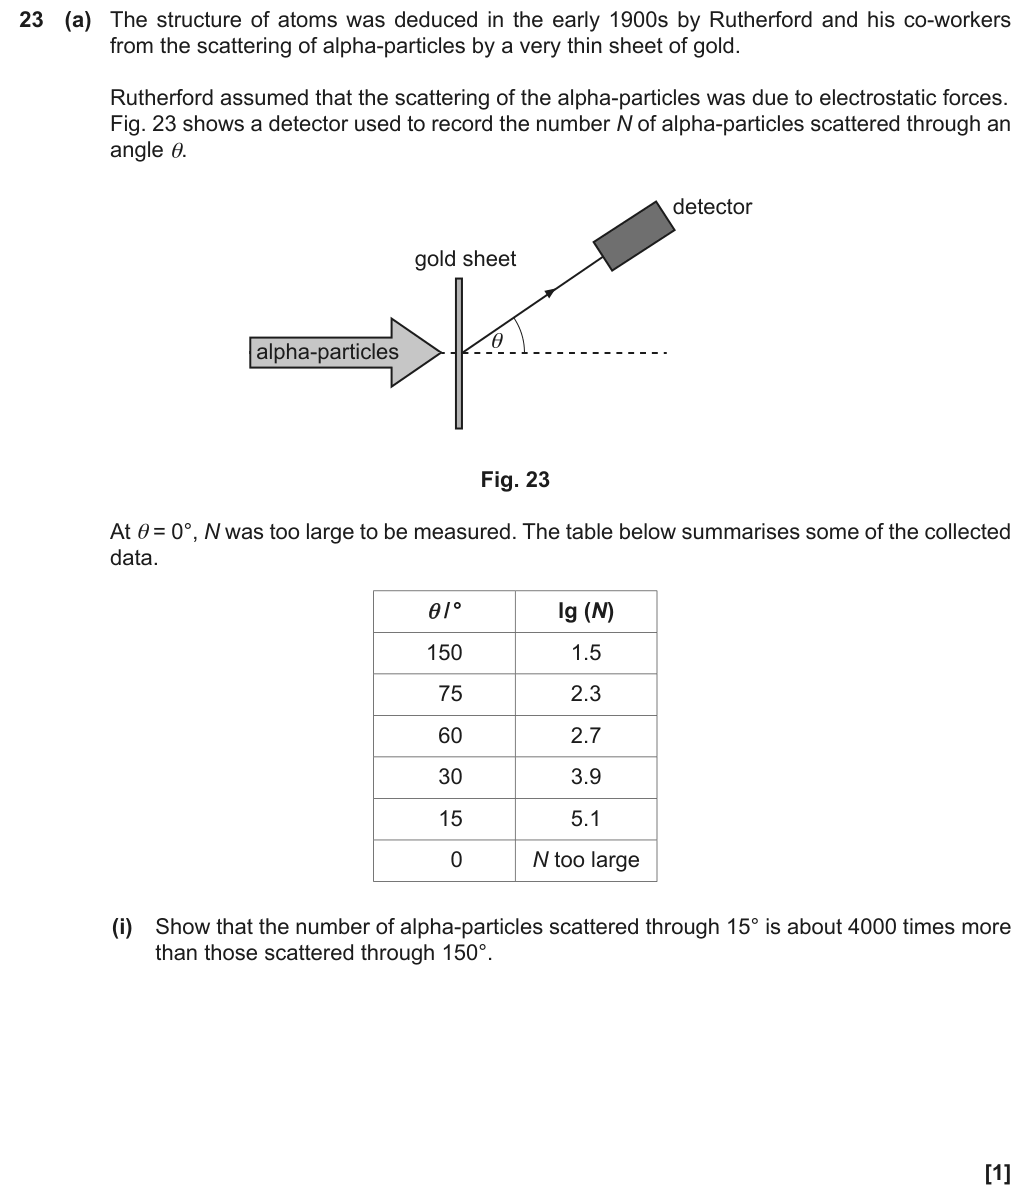 23 (a) The structure of atoms was deduced in the early 1900s by Rutherford and his co-workers
from the scattering of alpha-particles by a very thin sheet of gold.
Rutherford assumed that the scattering of the alpha-particles was due to electrostatic forces.
Fig. 23 shows a detector used to record the number N of alpha-particles scattered through an
angle θ.
detector
gold sheet
θ
alpha-particles
Fig. 23
At θ = 0°, N was too large to be measured. The table below summarises some of the collected
data.
θ / ° lg (N)
150 1.5
75 2.3
60 2.7
30 3.9
15 5.1
0 N too large
(i) Show that the number of alpha-particles scattered through 15° is about 4000 times more
than those scattered through 150°.
[1]